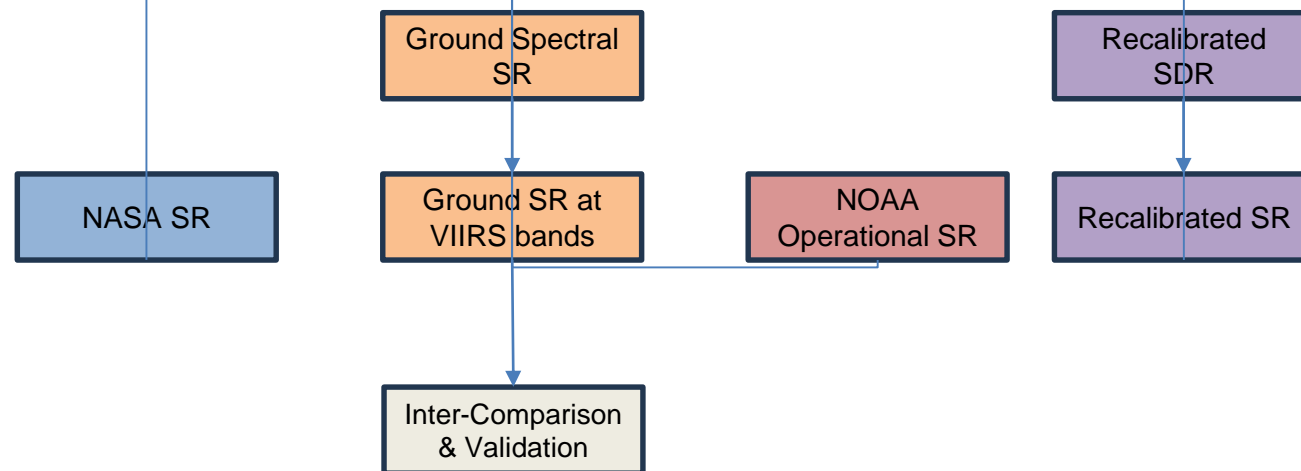 Ground Spectral
SR
Recalibrated
SDR
NASA SR
Ground SR at
VIIRS bands
NOAA
Operational SR
Recalibrated SR
Inter-Comparison
& Validation